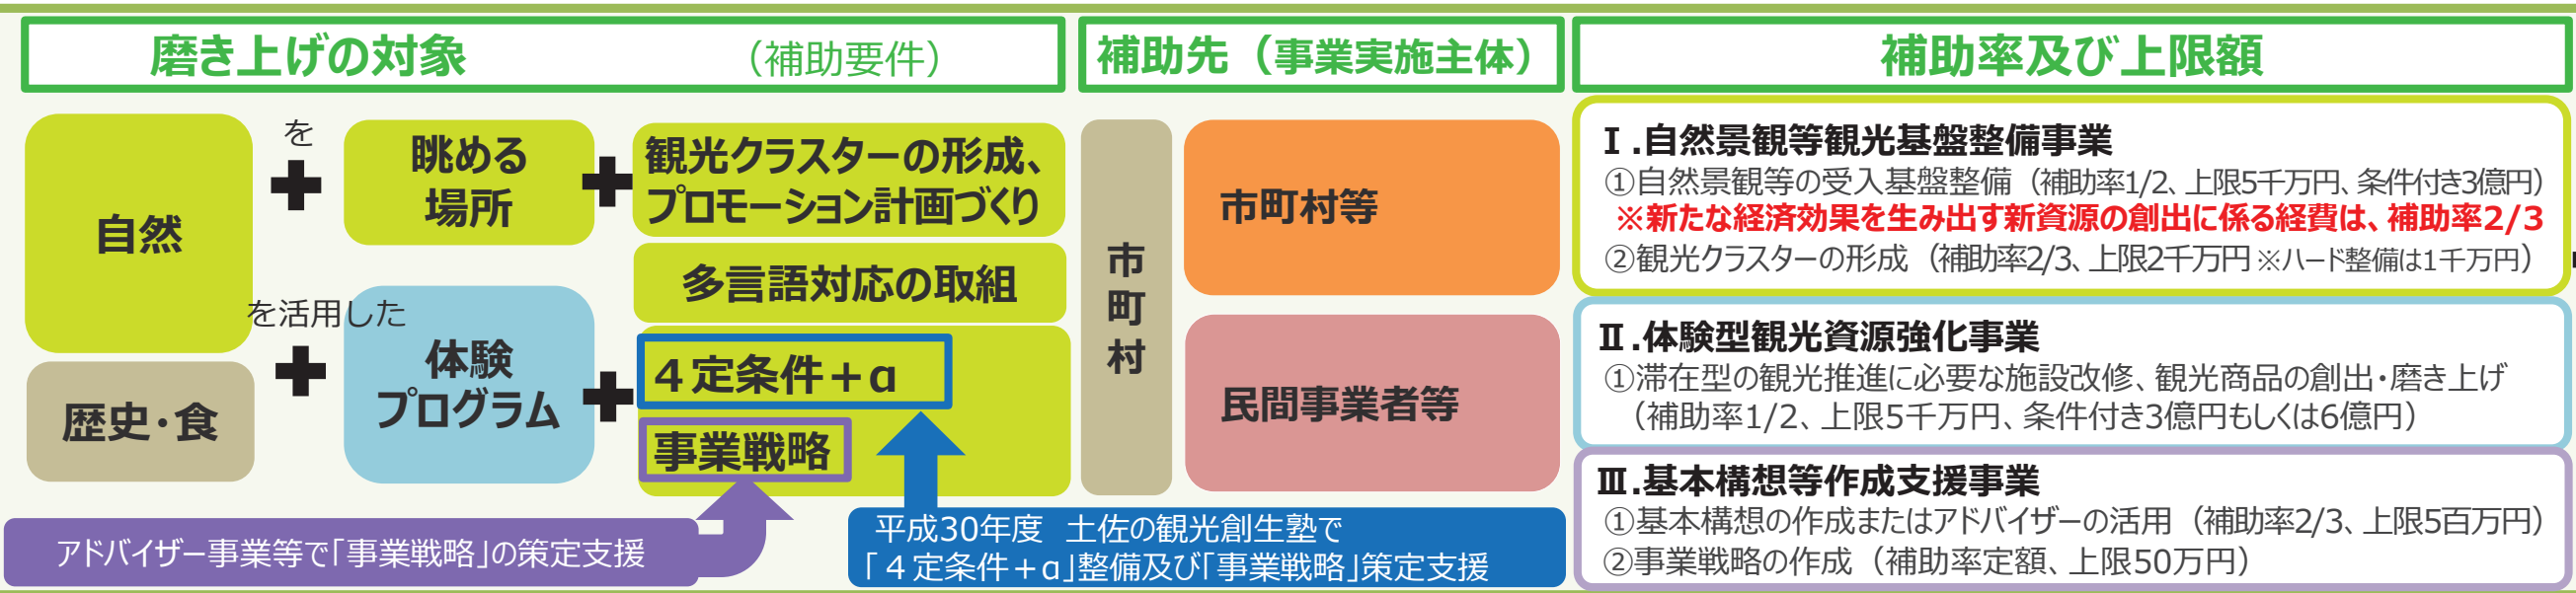 磨き上げの対象 （補助要件）
補助先（事業実施主体）
補助率及び上限額
自然
を
眺める
場所
観光クラスターの形成、
プロモーション計画づくり
多言語対応の取組
を活用した
歴史・食
体験
プログラム
４定条件＋α
事業戦略
市町村
市町村等
民間事業者等
アドバイザー事業等で「事業戦略」の策定支援
平成30年度　土佐の観光創生塾で
「４定条件＋α」整備及び「事業戦略」策定支援
Ⅰ.自然景観等観光基盤整備事業
①自然景観等の受入基盤整備（補助率1/2、上限5千万円、条件付き3億円）
※新たな経済効果を生み出す新資源の創出に係る経費は、補助率2/3
②観光クラスターの形成（補助率2/3、上限2千万円 ※ハード整備は1千万円）
Ⅱ.体験型観光資源強化事業
①滞在型の観光推進に必要な施設改修、観光商品の創出・磨き上げ
（補助率1/2、上限5千万円、条件付き3億円もしくは6億円）
Ⅲ.基本構想等作成支援事業
①基本構想の作成またはアドバイザーの活用（補助率2/3、上限5百万円）
②事業戦略の作成（補助率定額、上限50万円）